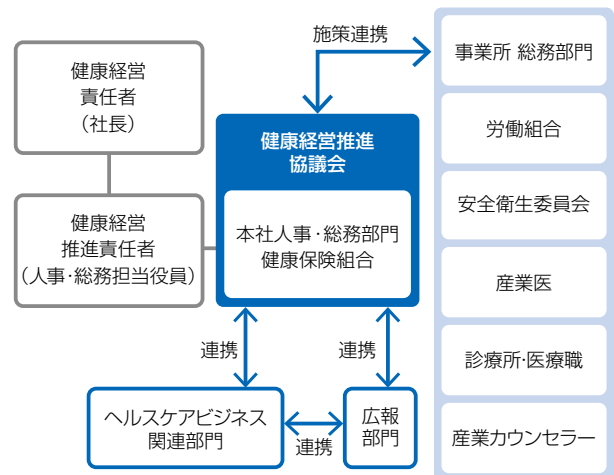 健康経営
責任者
（社長）
健康経営
推進責任者
（人事・総務担当役員）
施策連携
健康経営推進
協議会
本社人事・総務部門
健康保険組合
連携
連携
ヘルスケアビジネス
関連部門
連携
広報
部門
事業所 総務部門
労働組合
安全衛生委員会
産業医
診療所・医療職
産業カウンセラー